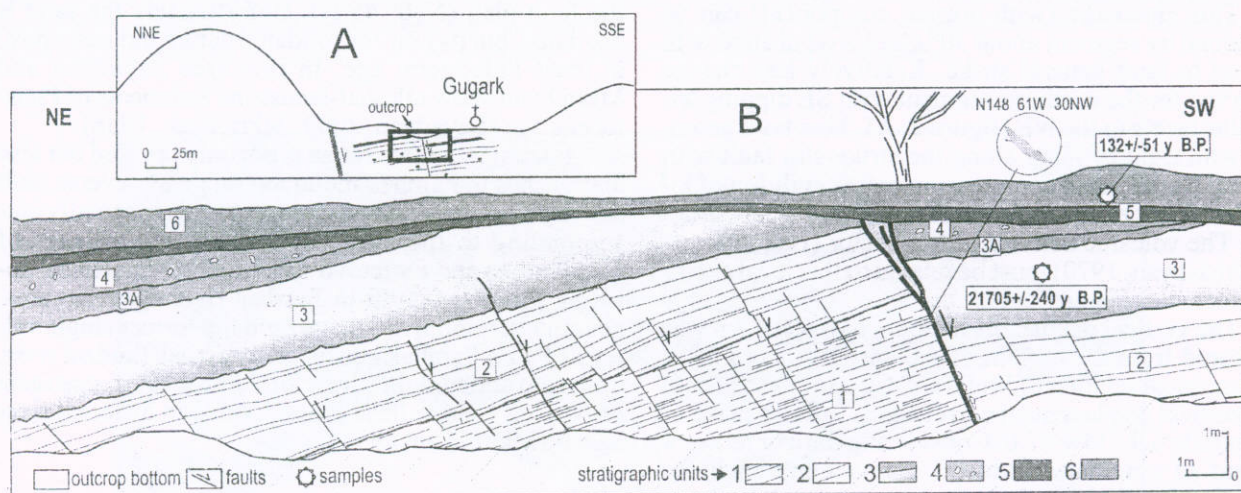 A
NNE
SSE
Gugark
outcrop
0 25m
NE
B
SW
N148 61W 30NW
132+/-51 y B.P.
6
5
4
4
3A
3A
3
3
21705+/-240 y B.P.
2
2
1
outcrop bottom faults samples
stratigraphic units 1 2 3 4 5 6
1m
1m 0